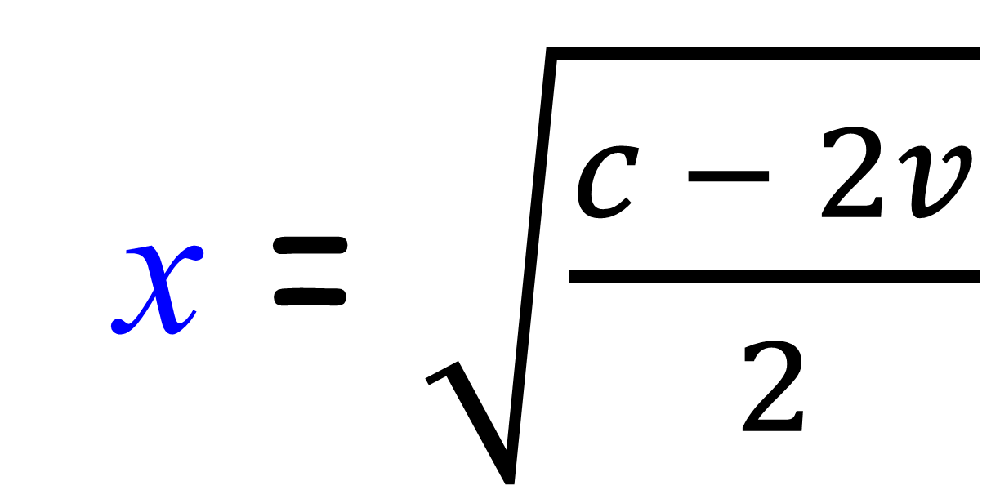 x = √((c − 2v)/2)